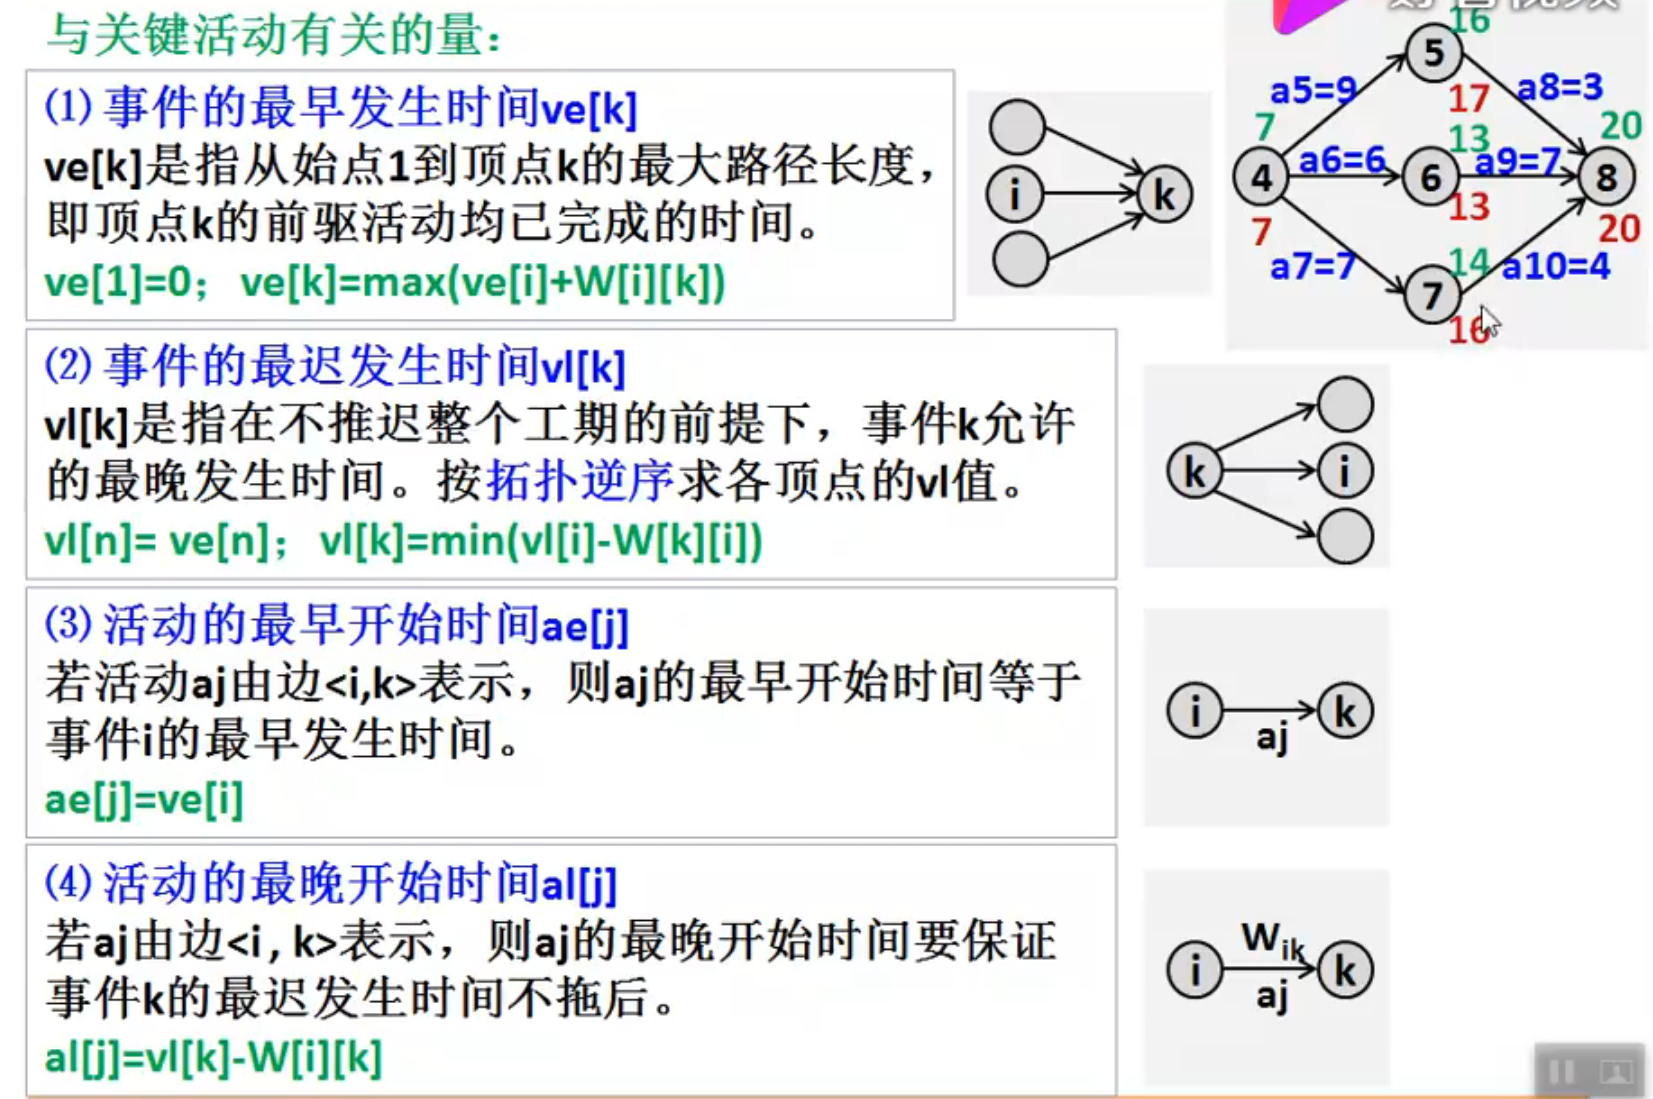 与关键活动有关的量：
⑴ 事件的最早发生时间ve[k]
ve[k]是指从始点1到顶点k的最大路径长度，
即顶点k的前驱活动均已完成的时间。
ve[1]=0； ve[k]=max(ve[i]+W[i][k])
i
k
16
5
a5=9
17
a8=3
7
13
20
4
a6=6
6
a9=7
8
7
13
20
a7=7
14
a10=4
7
16
⑵ 事件的最迟发生时间vl[k]
vl[k]是指在不推迟整个工期的前提下，事件k允许
的最晚发生时间。按拓扑逆序求各顶点的vl值。
vl[n]= ve[n]； vl[k]=min(vl[i]-W[k][i])
k
i
⑶ 活动的最早开始时间ae[j]
若活动aj由边<i,k>表示，则aj的最早开始时间等于
事件i的最早发生时间。
ae[j]=ve[i]
i
k
aj
⑷ 活动的最晚开始时间al[j]
若aj由边<i, k>表示，则aj的最晚开始时间要保证
事件k的最迟发生时间不拖后。
al[j]=vl[k]-W[i][k]
Wik
i
k
aj